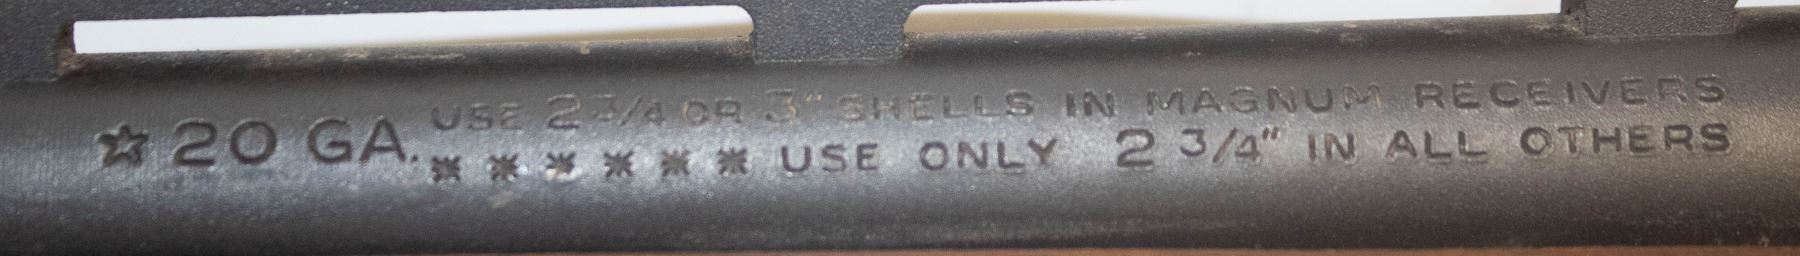 ☆ 20 GA. USE 2 3/4 OR 3" SHELLS IN MAGNUM RECEIVERS
✳ ✳ ✳ ✳ ✳ ✳ USE ONLY 2 3/4" IN ALL OTHERS